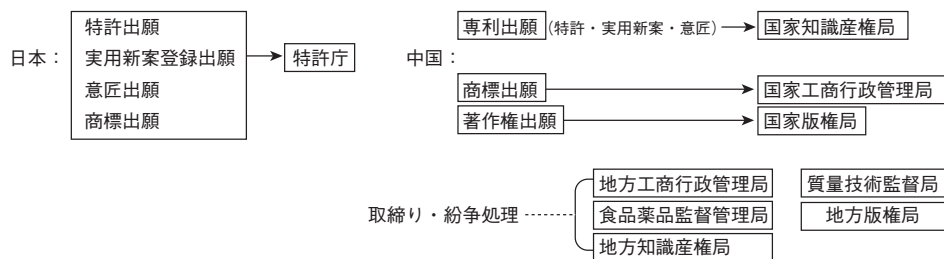 特許出願
日本： 実用新案登録出願 特許庁
意匠出願
商標出願
専利出願（特許・実用新案・意匠） 国家知識産権局
中国：
商標出願 国家工商行政管理局
著作権出願 国家版権局
地方工商行政管理局 質量技術監督局
取締り・紛争処理 食品薬品監督管理局 地方版権局
地方知識産権局